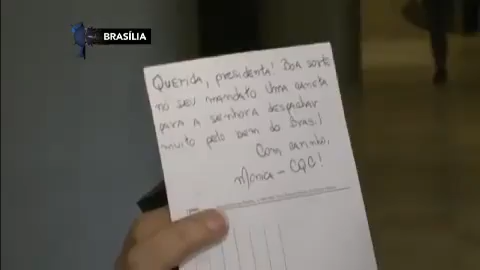 BRASÍLIA
Querida, presidenta! Boa sorte
no seu mandato Uma caneta
para a senhora despachar
muito pelo bem do Brasil!
Com carinho,
Mônica - CQC!